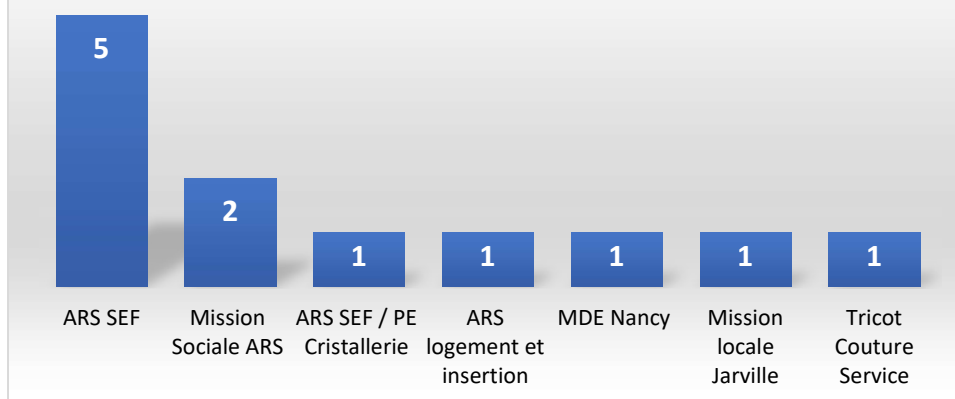 5
2
1
1
1
1
1
ARS SEF
Mission
Sociale ARS
ARS SEF / PE
Cristallerie
ARS
logement et
insertion
MDE Nancy
Mission
locale
Jarville
Tricot
Couture
Service